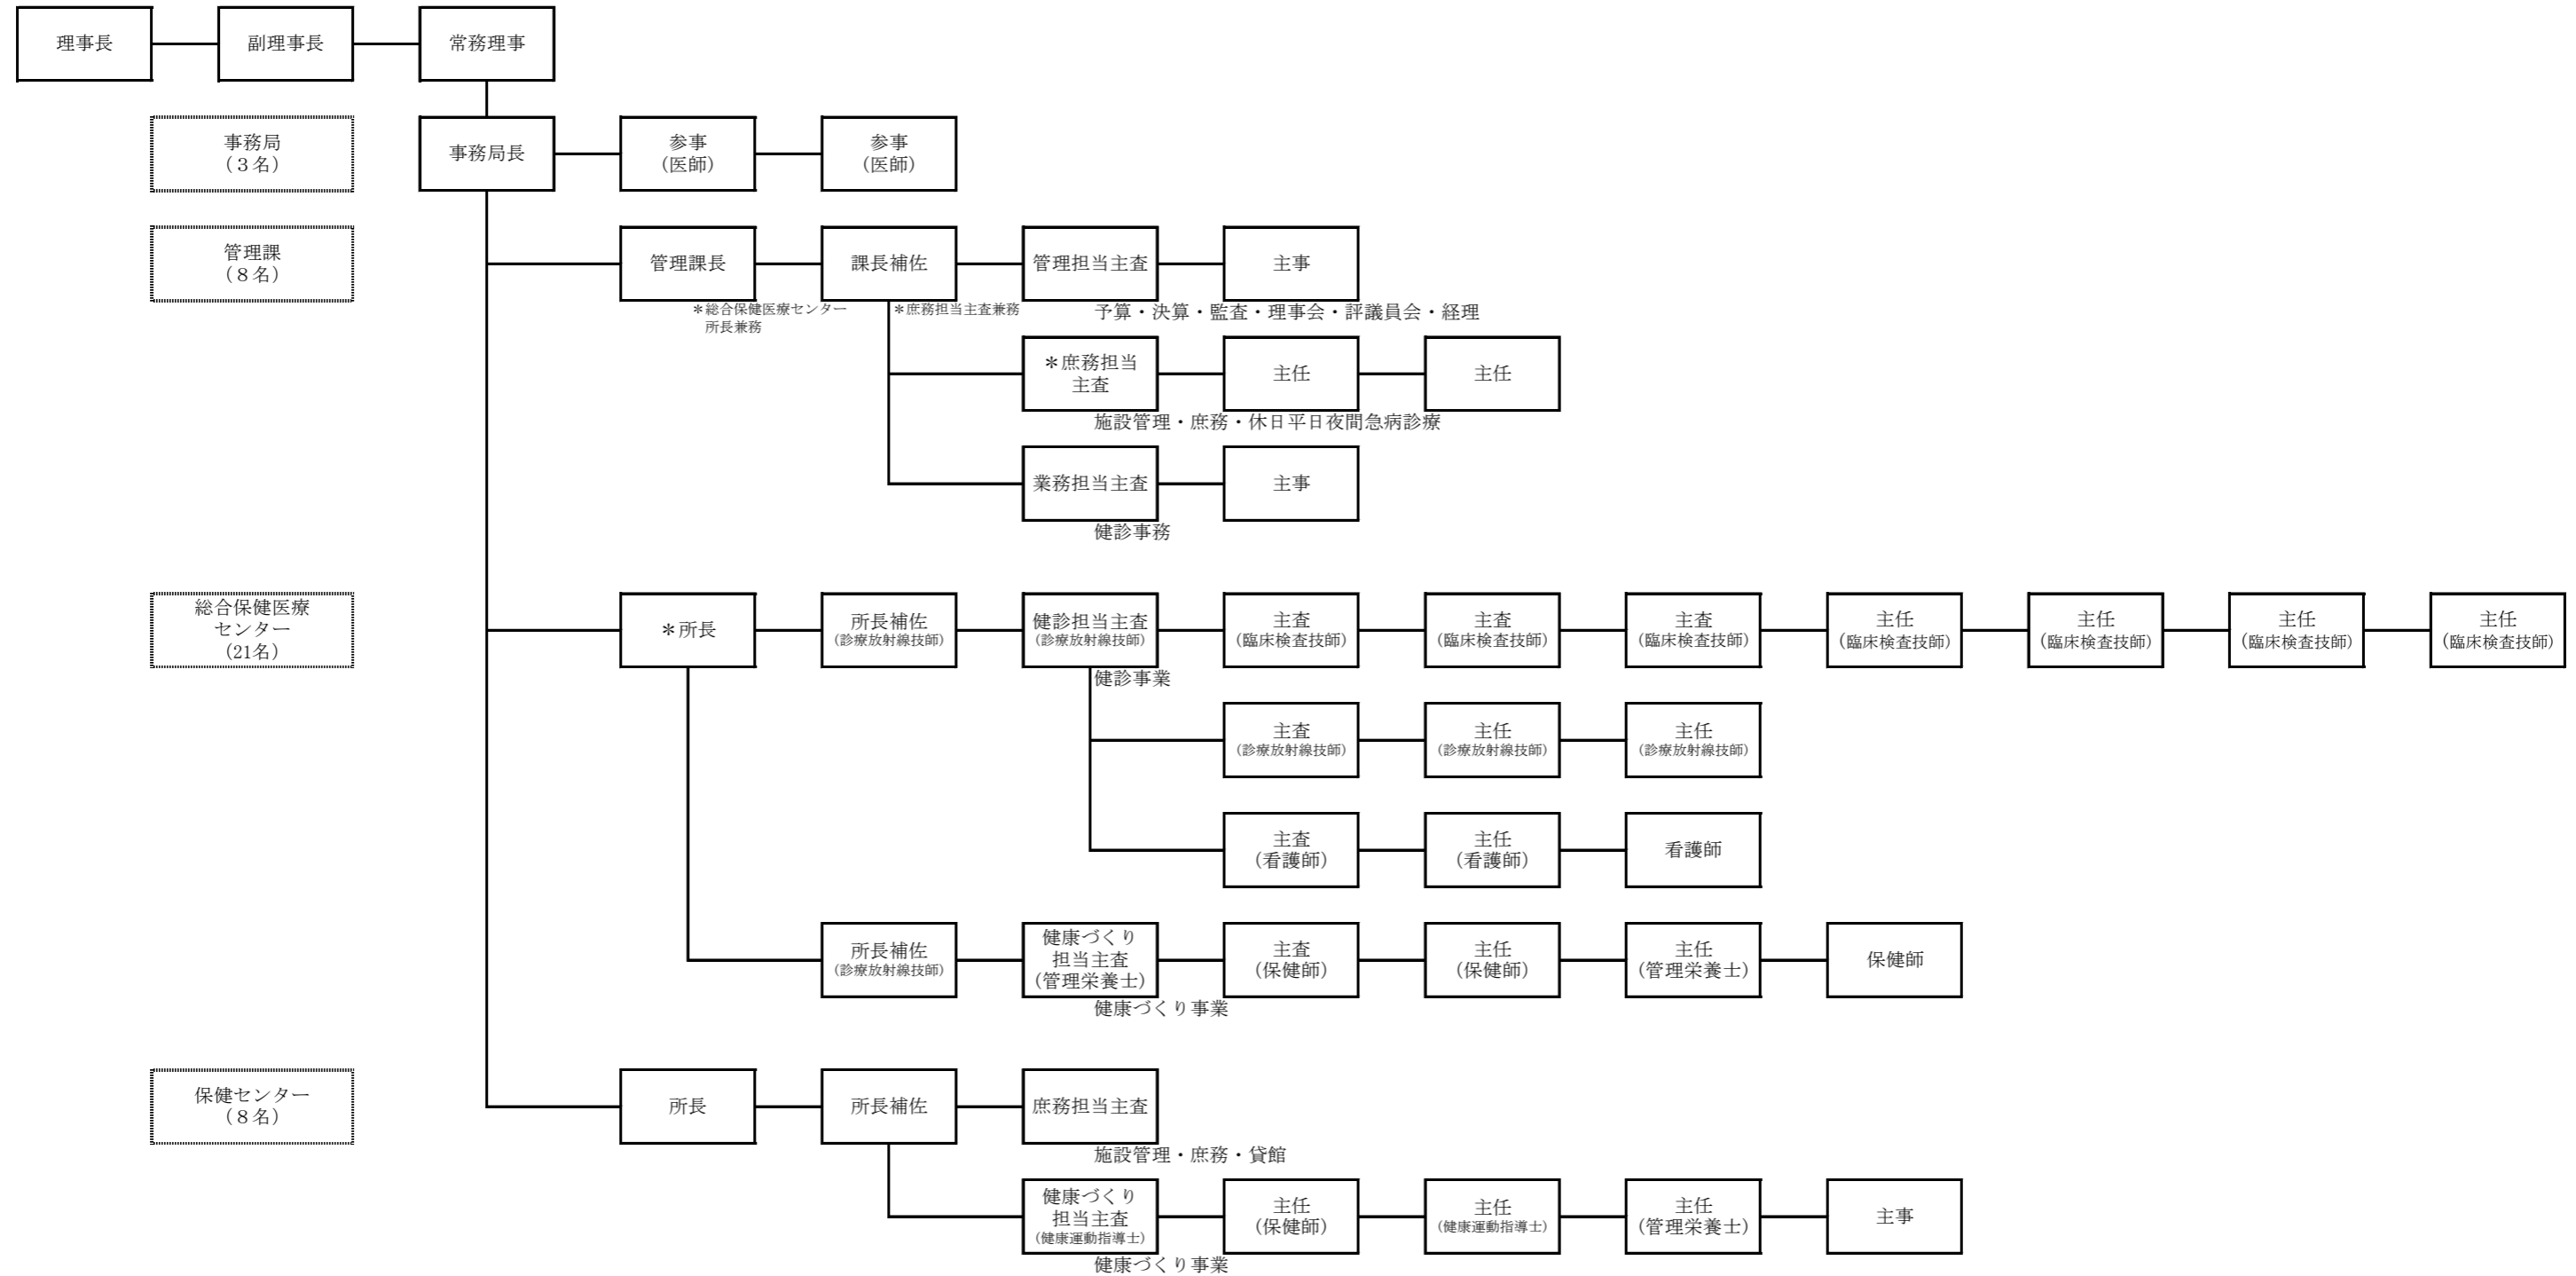 理事長
副理事長
常務理事
事務局
（３名）
事務局長
参事
（医師）
参事
（医師）
管理課
（８名）
管理課長
課長補佐
管理担当主査
主事
＊総合保健医療センター
所長兼務
＊庶務担当主査兼務
予算・決算・監査・理事会・評議員会・経理
＊庶務担当
主査
主任
主任
施設管理・庶務・休日平日夜間急病診療
業務担当主査
主事
健診事務
総合保健医療
センター
（21名）
＊所長
所長補佐
（診療放射線技師）
健診担当主査
（診療放射線技師）
主査
（臨床検査技師）
主査
（臨床検査技師）
主査
（臨床検査技師）
主任
（臨床検査技師）
主任
（臨床検査技師）
主任
（臨床検査技師）
主任
（臨床検査技師）
健診事業
主査
（診療放射線技師）
主任
（診療放射線技師）
主任
（診療放射線技師）
主査
（看護師）
主任
（看護師）
看護師
所長補佐
（診療放射線技師）
健康づくり
担当主査
（管理栄養士）
主査
（保健師）
主任
（保健師）
主任
（管理栄養士）
保健師
健康づくり事業
保健センター
（８名）
所長
所長補佐
庶務担当主査
施設管理・庶務・貸館
健康づくり
担当主査
（健康運動指導士）
主任
（保健師）
主任
（健康運動指導士）
主任
（管理栄養士）
主事
健康づくり事業